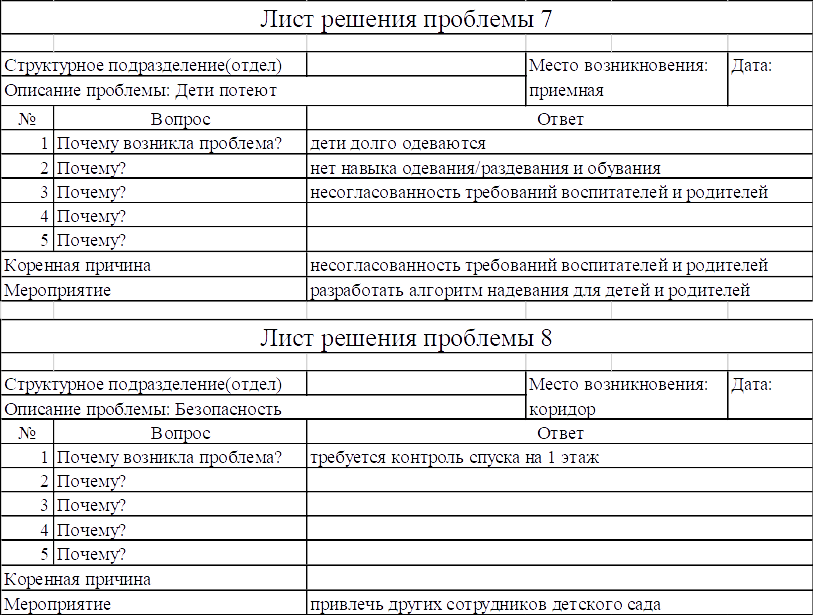 Лист решения проблемы 7
Структурное подразделение(отдел) Место возникновения: Дата:
Описание проблемы: Дети потеют приемная
№ Вопрос Ответ
1 Почему возникла проблема? дети долго одеваются
2 Почему? нет навыка одевания/раздевания и обувания
3 Почему? несогласованность требований воспитателей и родителей
4 Почему?
5 Почему?
Коренная причина несогласованность требований воспитателей и родителей
Мероприятие разработать алгоритм надевания для детей и родителей
Лист решения проблемы 8
Структурное подразделение(отдел) Место возникновения: Дата:
Описание проблемы: Безопасность коридор
№ Вопрос Ответ
1 Почему возникла проблема? требуется контроль спуска на 1 этаж
2 Почему?
3 Почему?
4 Почему?
5 Почему?
Коренная причина
Мероприятие привлечь других сотрудников детского сада